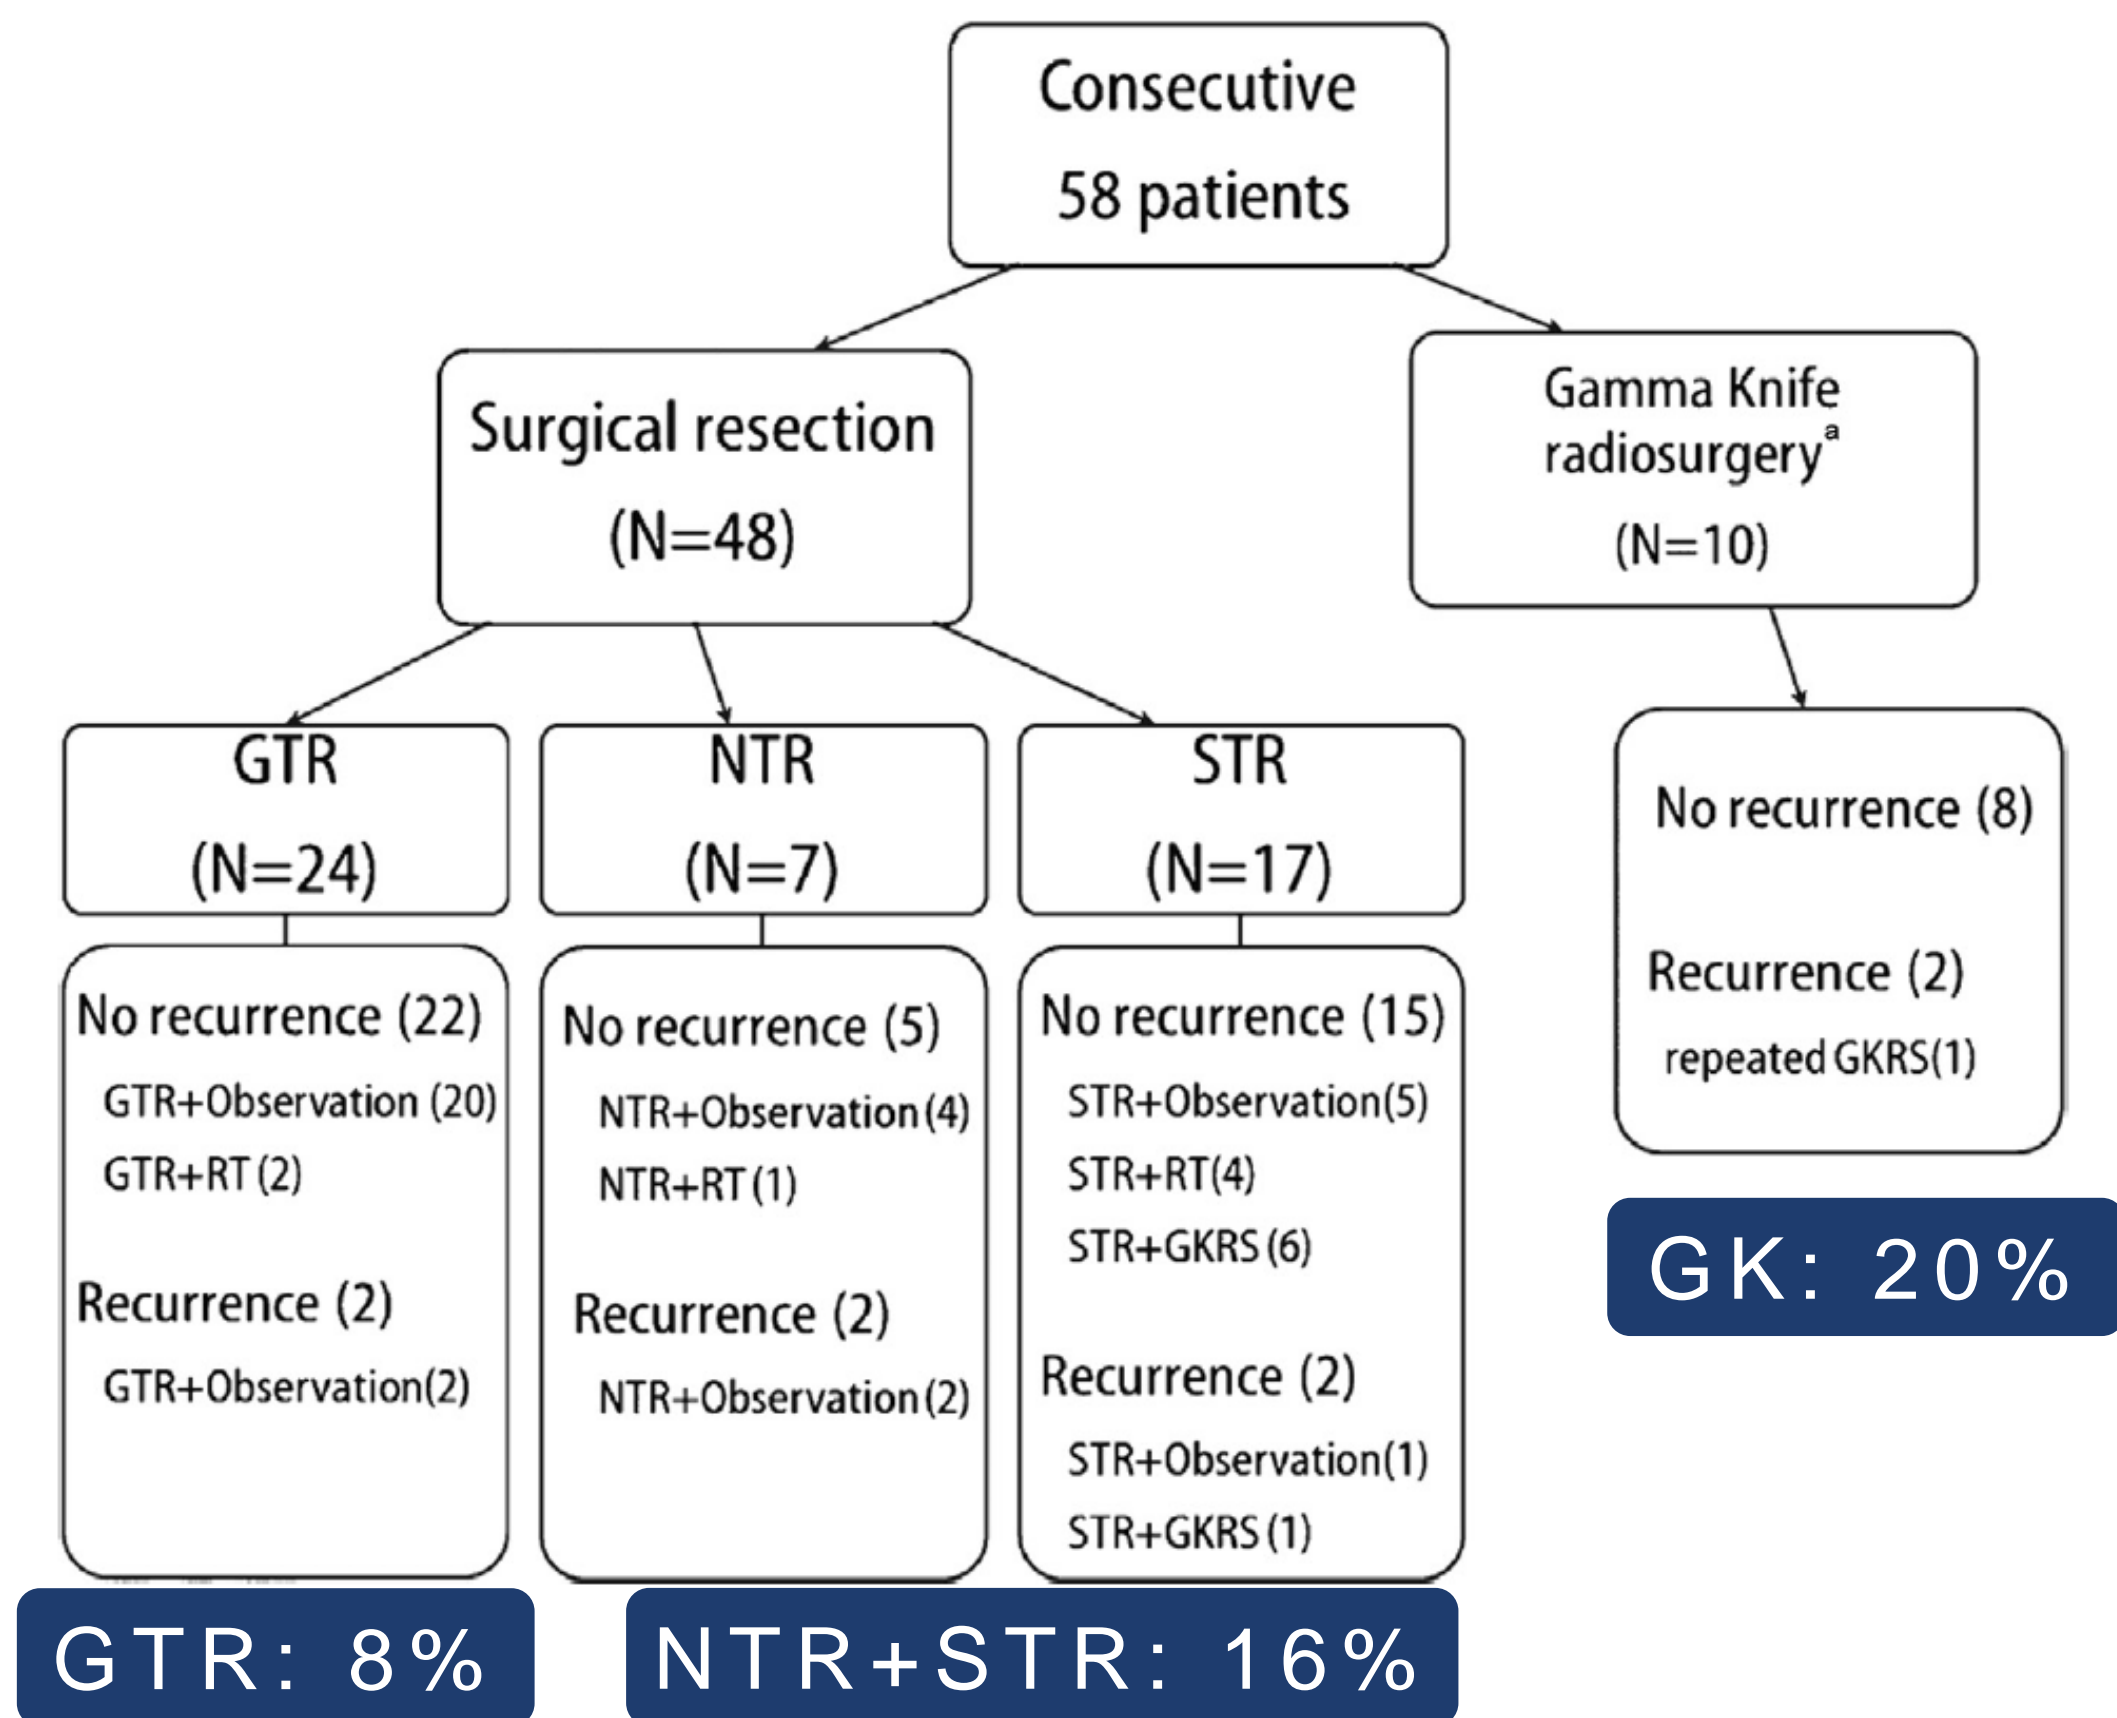 Consecutive
58 patients
Surgical resection
(N=48)
Gamma Knife
radiosurgeryᵃ
(N=10)
GTR
(N=24)
NTR
(N=7)
STR
(N=17)
No recurrence (22)
GTR+Observation (20)
GTR+RT (2)
Recurrence (2)
GTR+Observation(2)
No recurrence (5)
NTR+Observation (4)
NTR+RT (1)
Recurrence (2)
NTR+Observation (2)
No recurrence (15)
STR+Observation(5)
STR+RT(4)
STR+GKRS (6)
Recurrence (2)
STR+Observation(1)
STR+GKRS (1)
No recurrence (8)
Recurrence (2)
repeated GKRS(1)
GK: 20%
GTR: 8%
NTR+STR: 16%